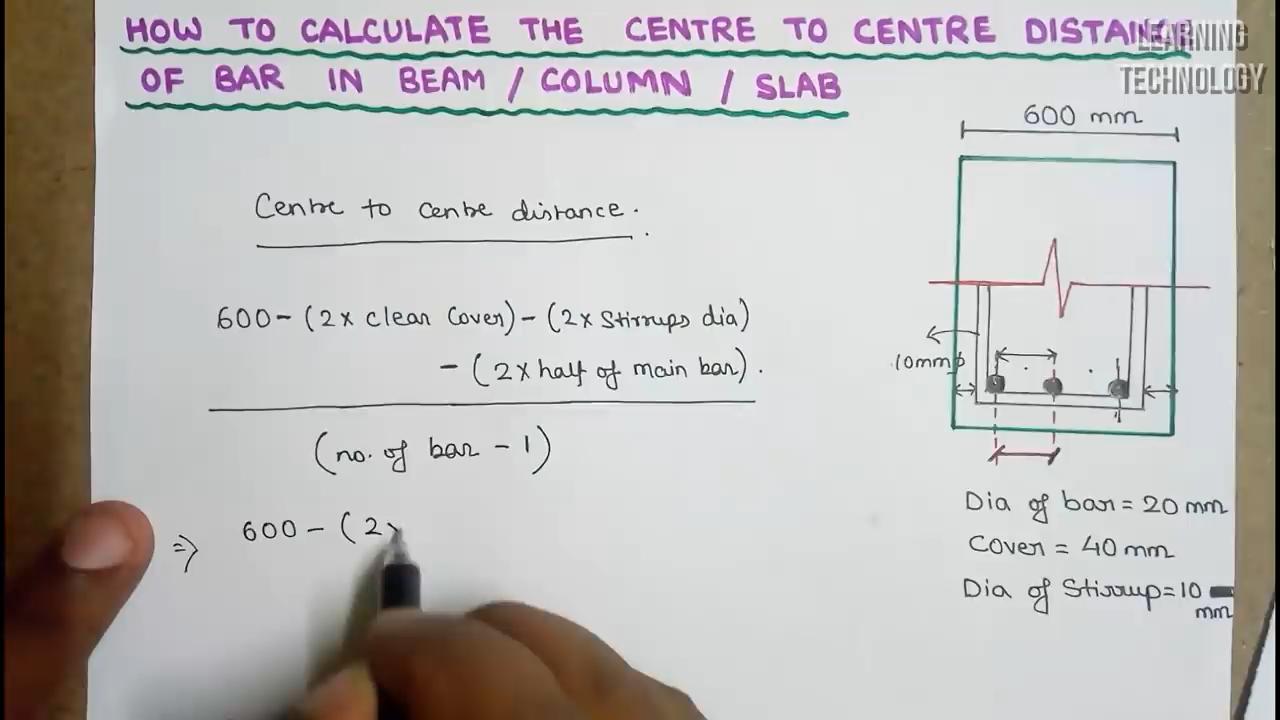 HOW TO CALCULATE THE CENTRE TO CENTRE DISTANCE
OF BAR IN BEAM / COLUMN / SLAB
LEARNING
TECHNOLOGY
600 mm
Centre to centre distance.
600 - (2 x clear cover) - (2 x Stirrups dia)
- (2 x half of main bar).
(no. of bar - 1)
10mmϕ
⇒ 600 - (2x
Dia of bar = 20 mm
Cover = 40 mm
Dia of Stirrup = 10
mm